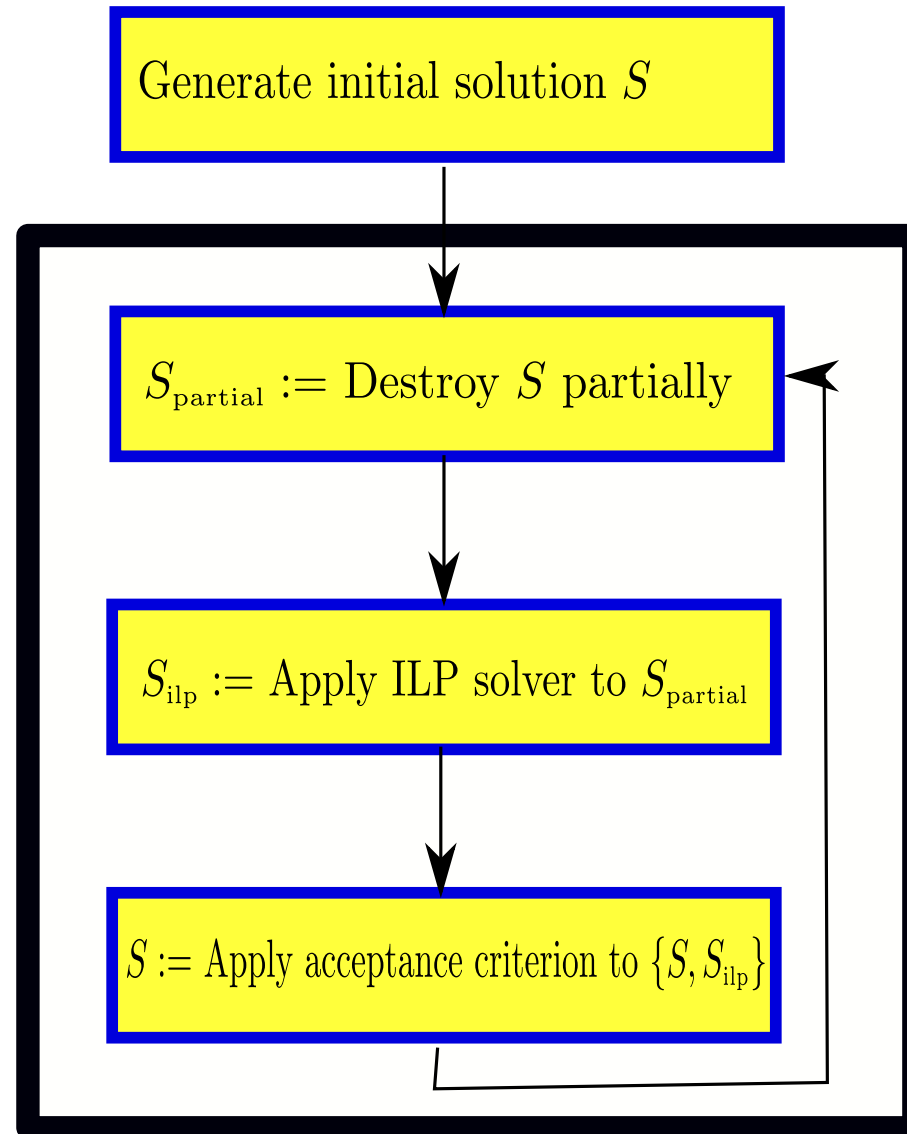 Generate initial solution S
S_partial := Destroy S partially
S_ilp := Apply ILP solver to S_partial
S := Apply acceptance criterion to {S, S_ilp}